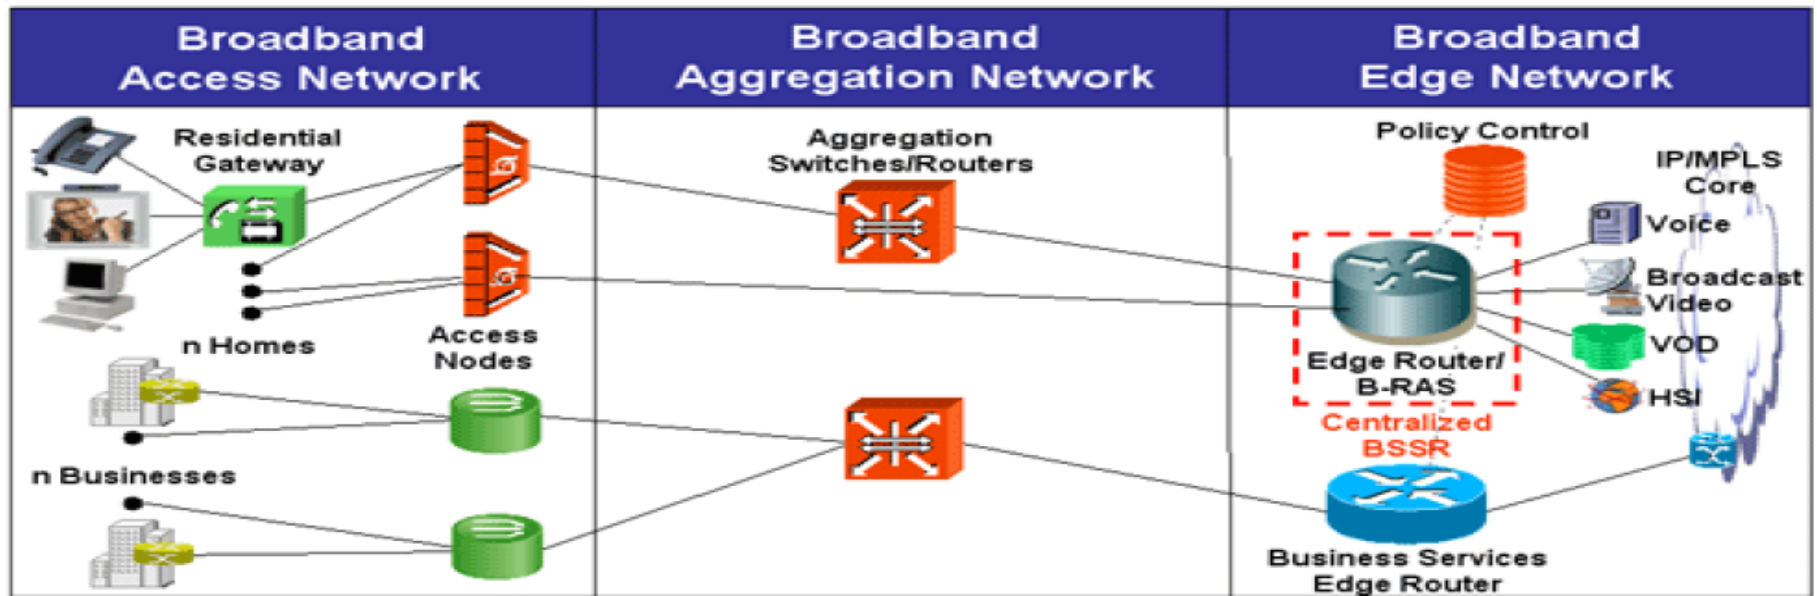 Broadband
Access Network
Broadband
Aggregation Network
Broadband
Edge Network
Residential
Gateway
n Homes
Access
Nodes
n Businesses
Aggregation
Switches/Routers
Policy Control
IP/MPLS
Core
Voice
Broadcast
Video
VOD
HSI
Edge Router/
B-RAS
Centralized
BSSR
Business Services
Edge Router